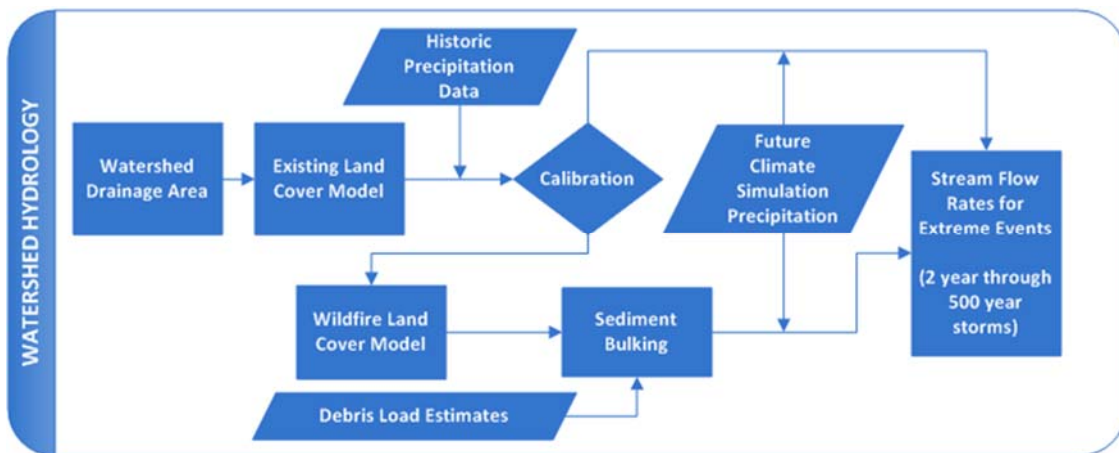 WATERSHED HYDROLOGY
Historic
Precipitation
Data
Watershed
Drainage Area
Existing Land
Cover Model
Calibration
Future
Climate
Simulation
Precipitation
Stream Flow
Rates for
Extreme Events
(2 year through
500 year
storms)
Wildfire Land
Cover Model
Sediment
Bulking
Debris Load Estimates